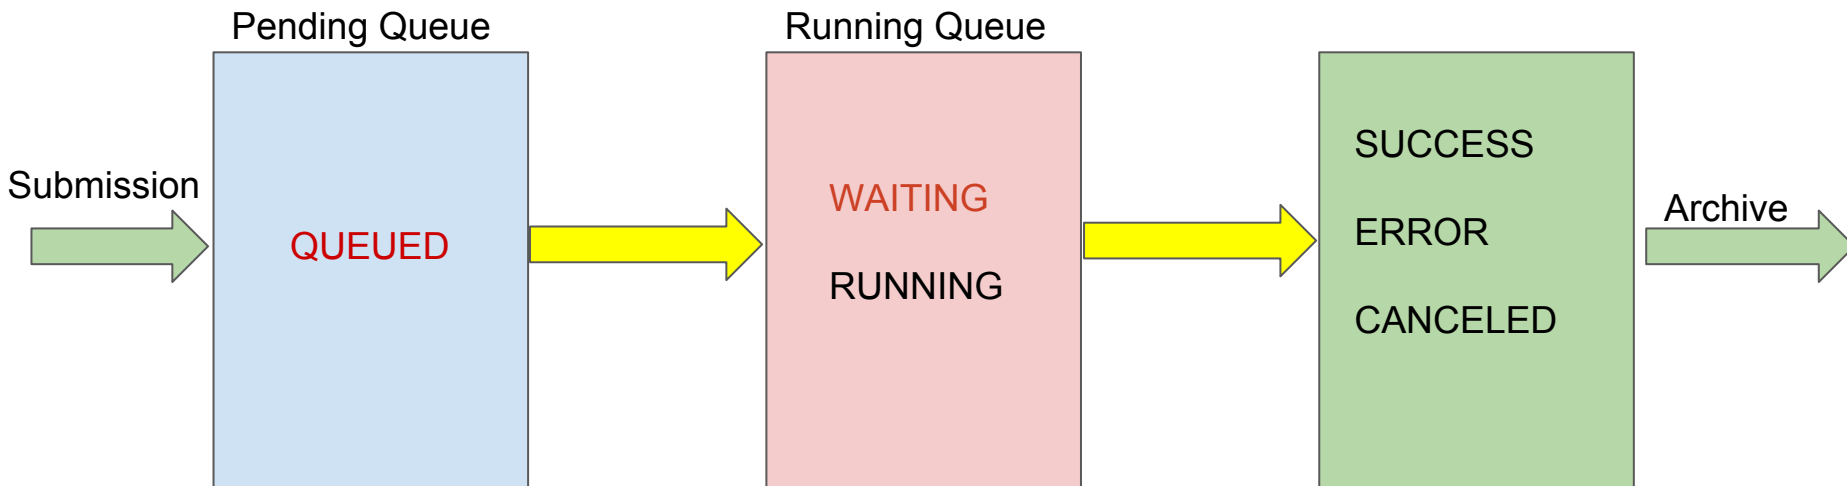 Pending Queue
Running Queue
Submission
QUEUED
WAITING
RUNNING
SUCCESS
ERROR
CANCELED
Archive